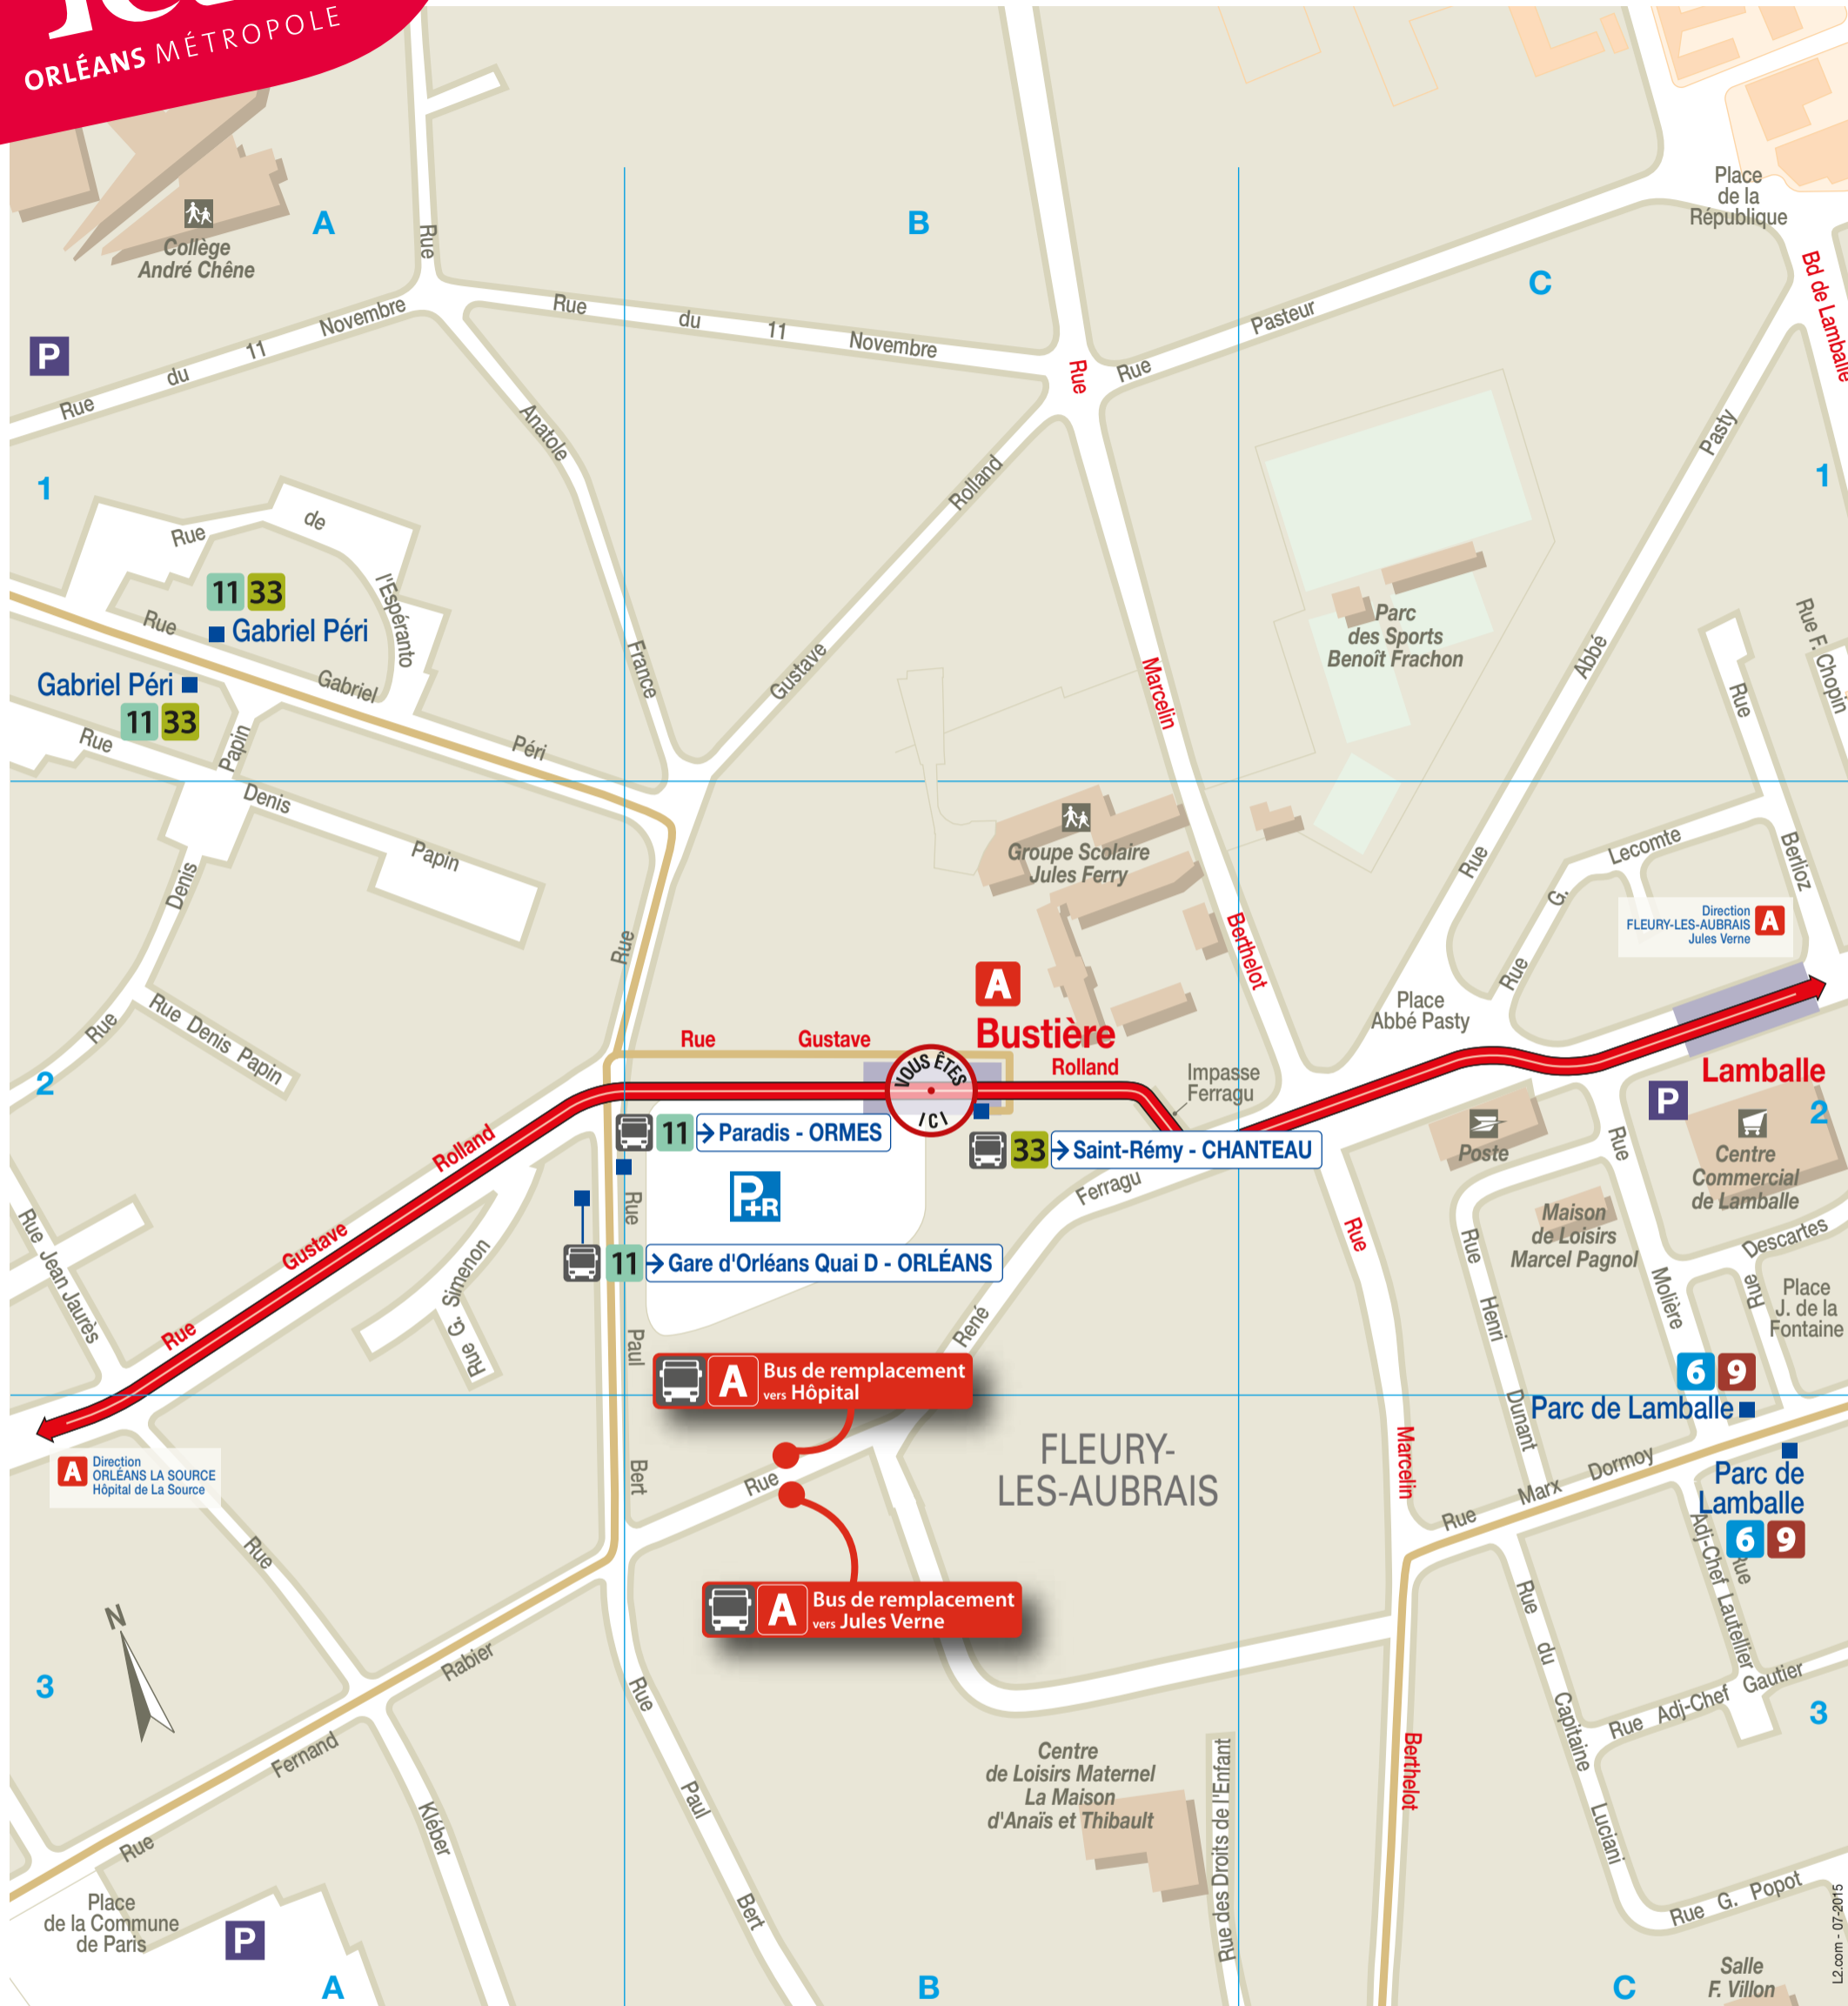 ORLÉANS MÉTROPOLE
Place
de la
République
Bd de Lamballe
A
B
C
Collège
André Chêne
Rue
Rue du 11 Novembre
Rue du 11 Novembre
P
Rue Pasteur
Rue
Anatole
France
Rue Abbé Pasty
1
1
Rue de l'Espéranto
11 33
Gabriel Péri
Gabriel Péri
11 33
Rue Gabriel Péri
Gustave Rolland
Rue
Marcelin
Berthelot
Parc
des Sports
Benoît Frachon
Rue F. Chopin
Rue Berlioz
Rue Denis Papin
Papin
Rue Denis
Papin
Rue Denis Papin
Groupe Scolaire
Jules Ferry
Rue G. Lecomte
Direction
FLEURY-LES-AUBRAIS
Jules Verne
A
Place
Abbé Pasty
A
Bustière
Rue Gustave Rolland
VOUS ÊTES
ICI
Impasse
Ferragu
Lamballe
2
2
P
11 Paradis - ORMES
33 Saint-Rémy - CHANTEAU
P+R
Poste
Centre
Commercial
de Lamballe
Rue Gustave Rolland
Rue Jean Jaurès
Rue G. Simenon
11 Gare d'Orléans Quai D - ORLÉANS
Rue Paul Bert
Rue René Ferragu
Rue Marcelin Berthelot
Maison
de Loisirs
Marcel Pagnol
Rue Henri Dunant
Rue Molière
Rue Descartes
Place
J. de la
Fontaine
A
Bus de remplacement
vers Hôpital
6 9
Parc de Lamballe
A
Direction
ORLÉANS LA SOURCE
Hôpital de La Source
FLEURY-
LES-AUBRAIS
Rue Marx Dormoy
Parc de
Lamballe
6 9
A
Bus de remplacement
vers Jules Verne
N
3
3
Rue Kléber
Rue Fernand Rabier
Rue Paul Bert
Rue Adj-Chef Lautellier
Rue Adj-Chef Gautier
Rue du Capitaine Luciani
Centre
de Loisirs Maternel
La Maison
d'Anaïs et Thibault
Rue des Droits de l'Enfant
Rue G. Popot
Place
de la Commune
de Paris
P
Salle
F. Villon
L2.com - 07-2015
A
B
C